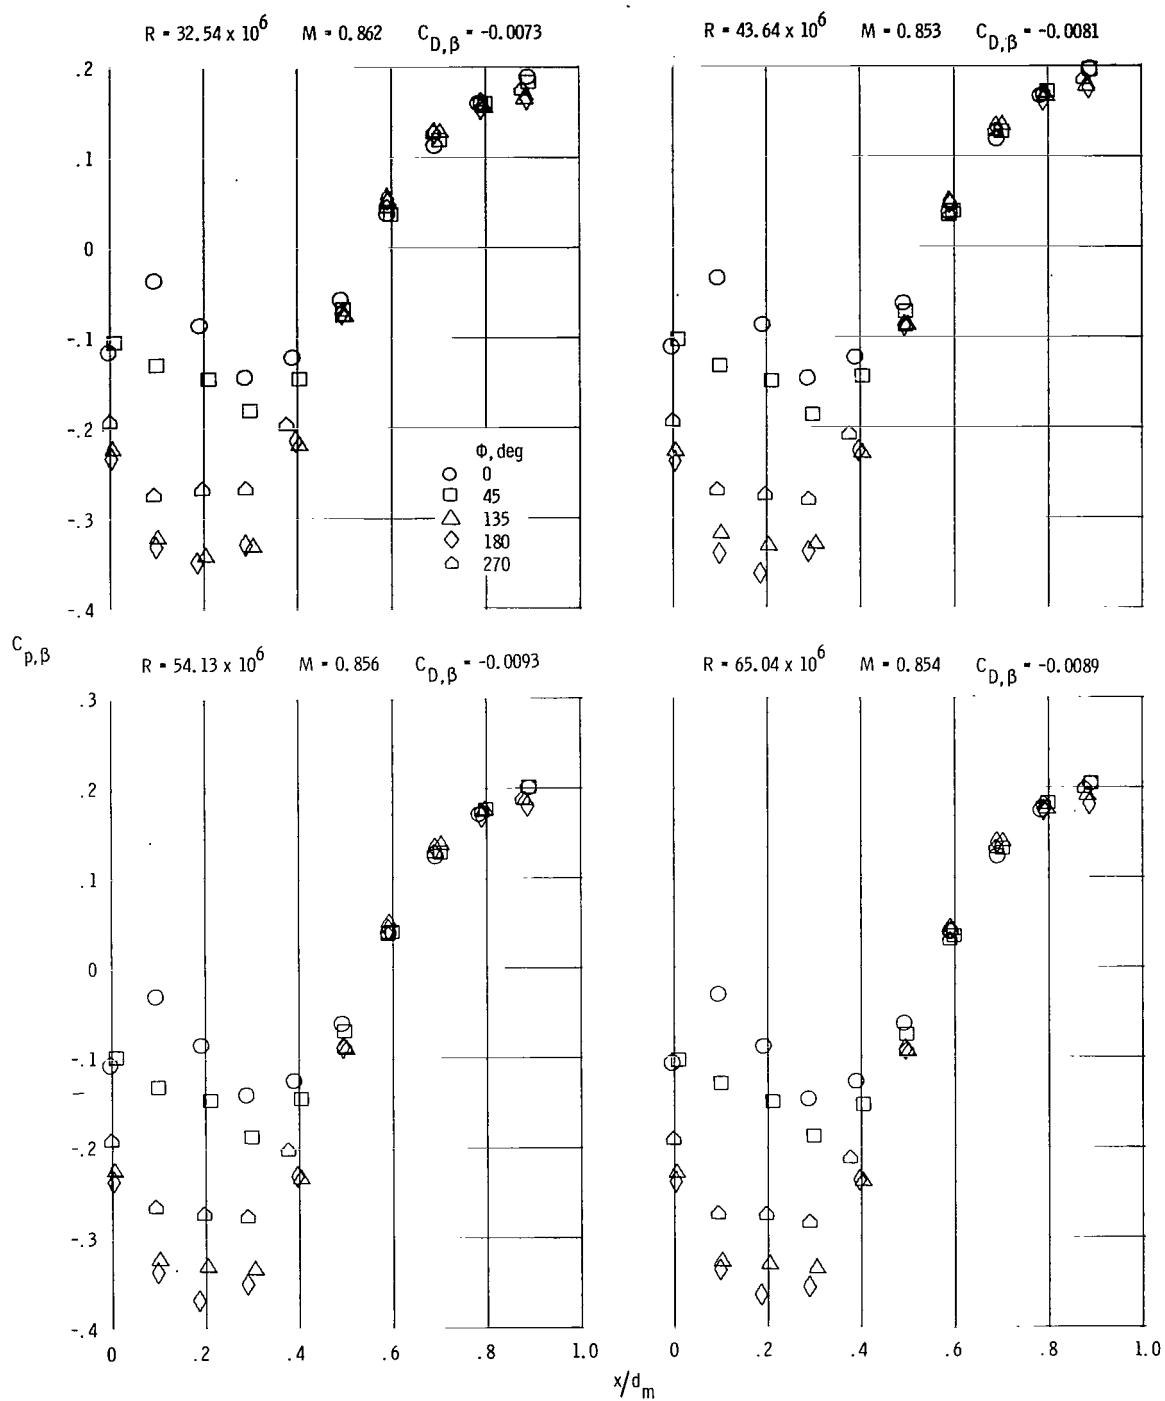 R = 32.54 x 10^6 M = 0.862 C_D,β = -0.0073
R = 43.64 x 10^6 M = 0.853 C_D,β = -0.0081
.2
.1
0
-.1
-.2
-.3
-.4
Φ, deg
0
45
135
180
270
C_p,β
R = 54.13 x 10^6 M = 0.856 C_D,β = -0.0093
R = 65.04 x 10^6 M = 0.854 C_D,β = -0.0089
.3
.2
.1
0
-.1
-.2
-.3
-.4
0 .2 .4 .6 .8 1.0
0 .2 .4 .6 .8 1.0
x/d_m